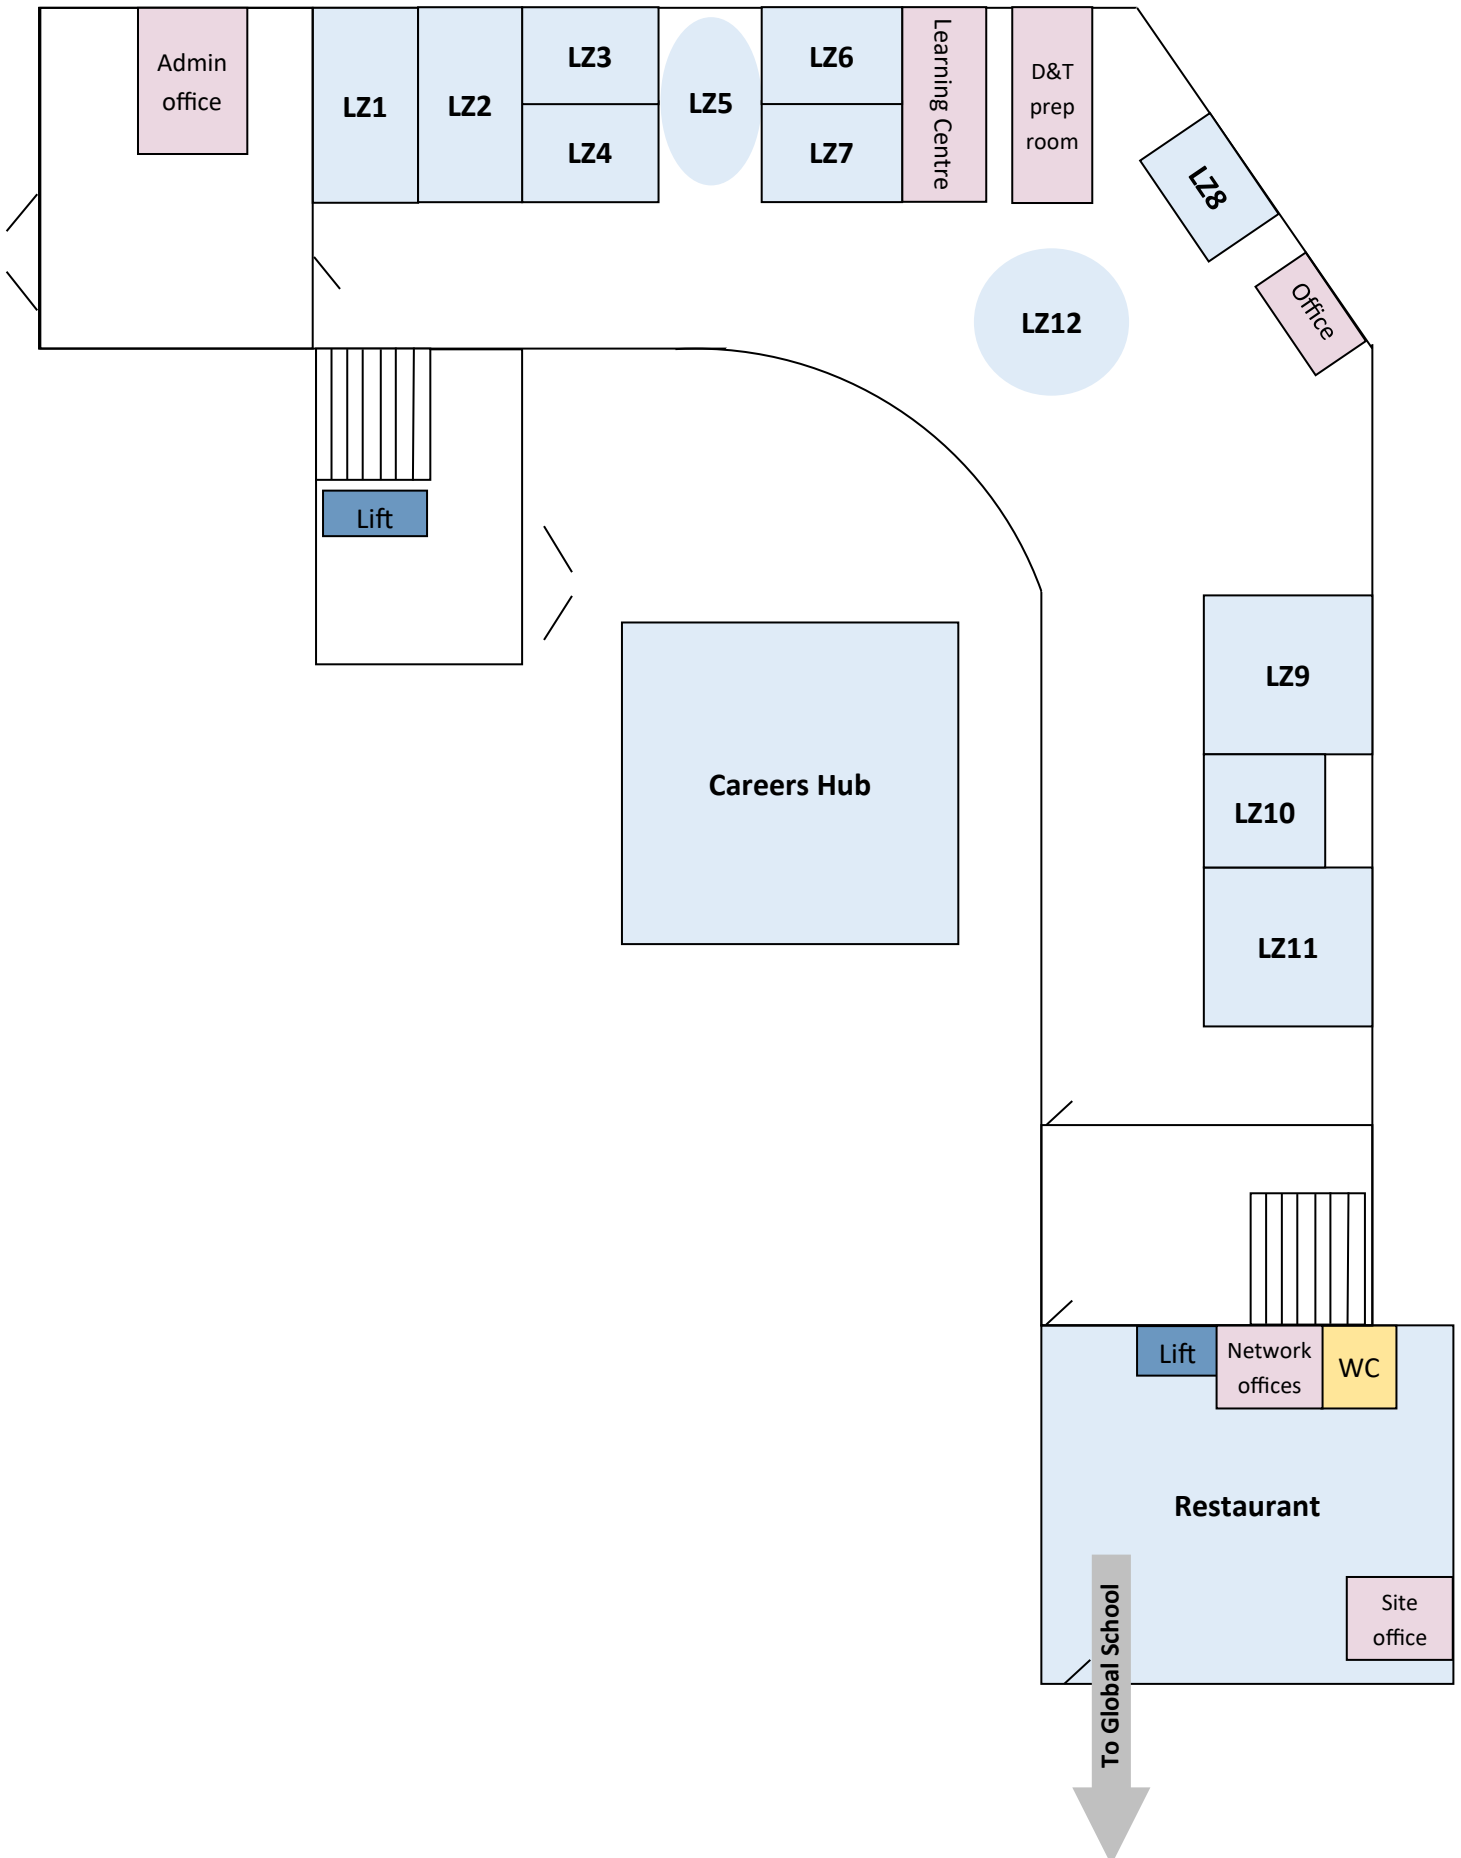 Admin
office
LZ1
LZ2
LZ3
LZ4
LZ5
LZ6
LZ7
Learning Centre
D&T
prep
room
LZ8
Office
LZ12
Lift
LZ9
Careers Hub
LZ10
LZ11
Lift
Network
offices
WC
Restaurant
Site
office
To Global School